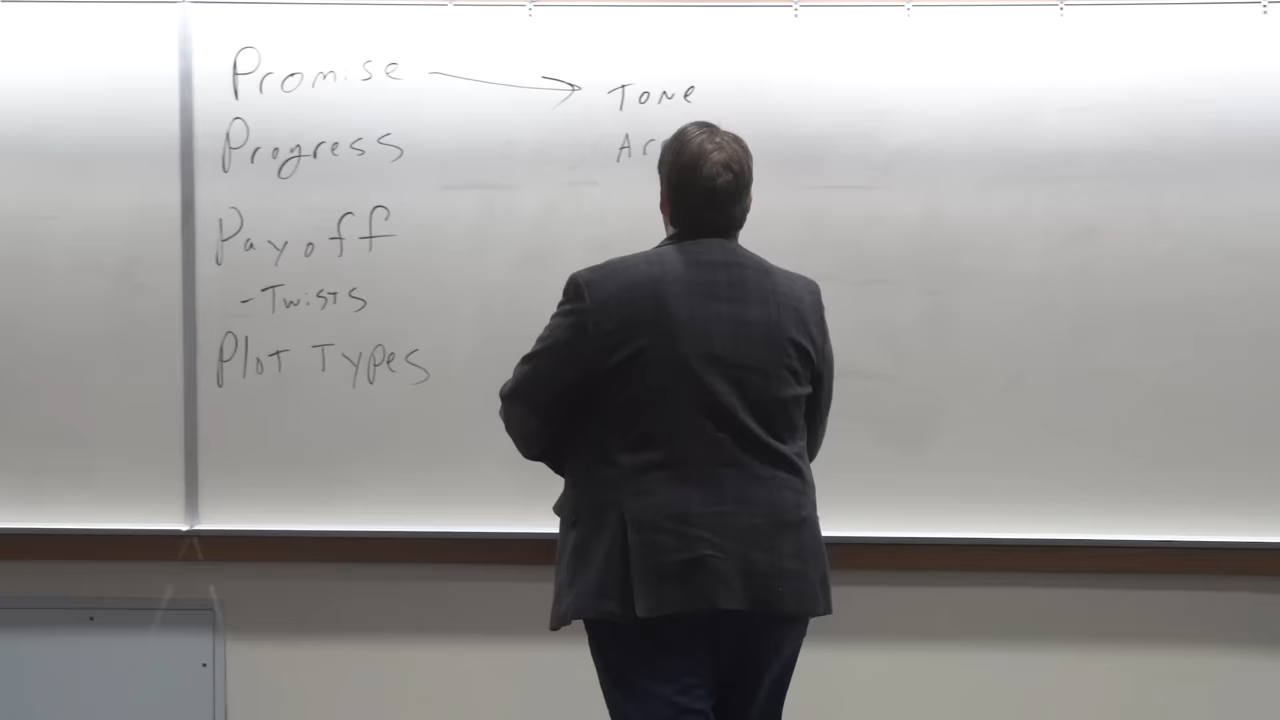 Promise → Tone
Progress
Payoff
-Twists
Plot Types